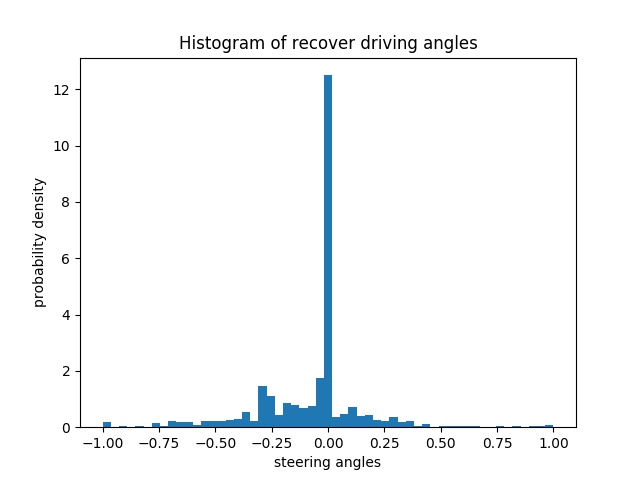 Histogram of recover driving angles
probability density
12
10
8
6
4
2
0
−1.00 −0.75 −0.50 −0.25 0.00 0.25 0.50 0.75 1.00
steering angles